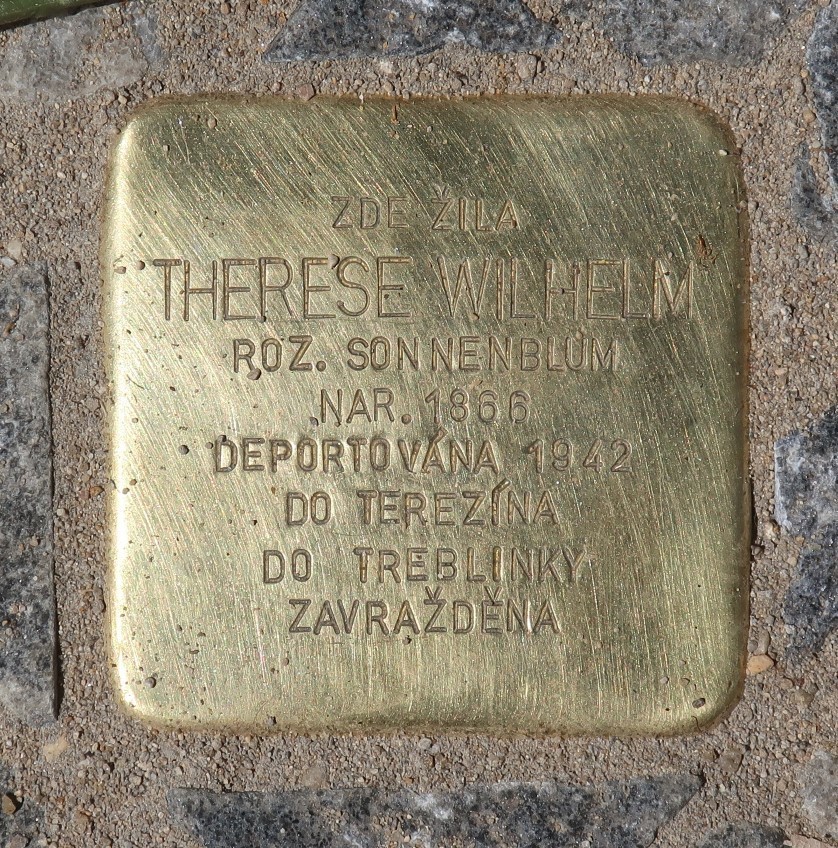 ZDE ŽILA
THERESE WILHELM
ROZ. SONNENBLUM
NAR. 1866
DEPORTOVÁNA 1942
DO TEREZÍNA
DO TREBLINKY
ZAVRAŽDĚNA